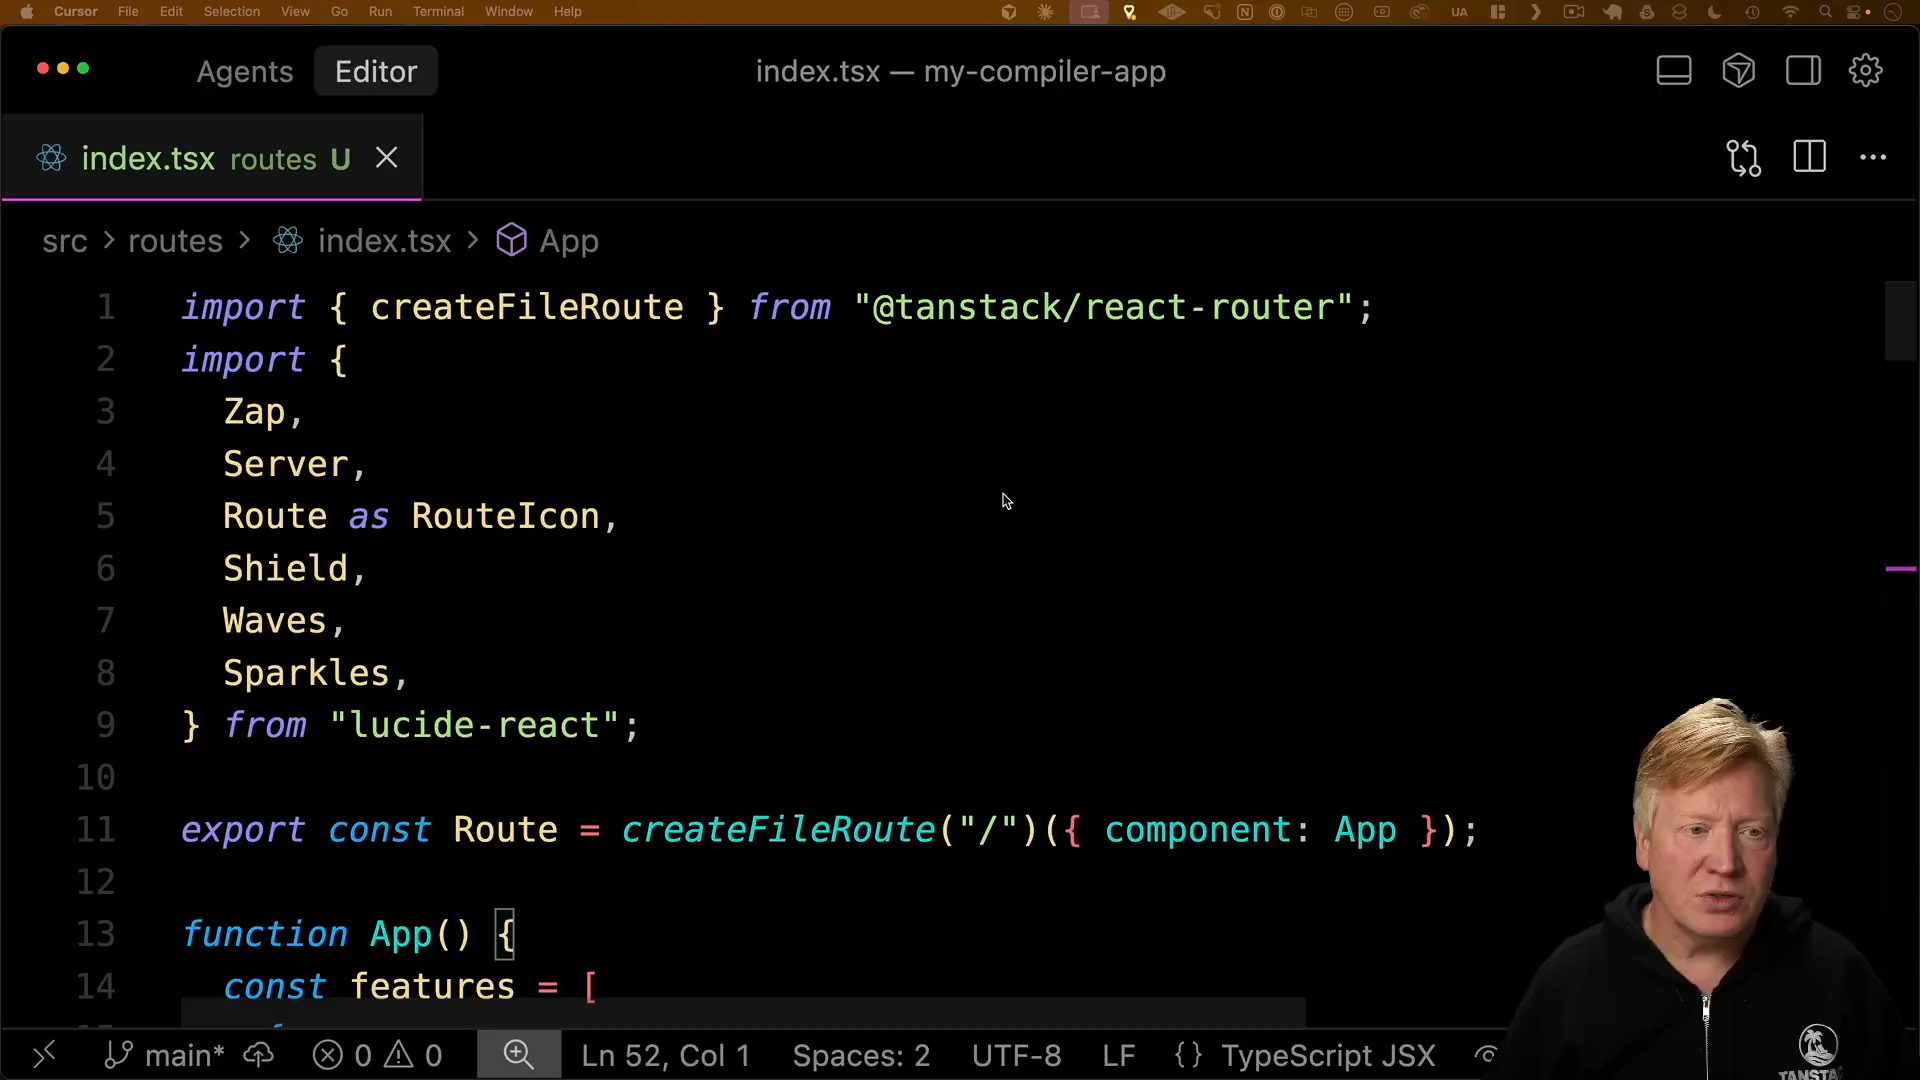 Cursor File Edit Selection View Go Run Terminal Window Help
UA
Agents Editor index.tsx — my-compiler-app
index.tsx routes U
src > routes > index.tsx > App
1 import { createFileRoute } from "@tanstack/react-router";
2 import {
3 Zap,
4 Server,
5 Route as RouteIcon,
6 Shield,
7 Waves,
8 Sparkles,
9 } from "lucide-react";
10
11 export const Route = createFileRoute("/")({ component: App });
12
13 function App() {
14 const features = [
main* 0 0 Ln 52, Col 1 Spaces: 2 UTF-8 LF {} TypeScript JSX